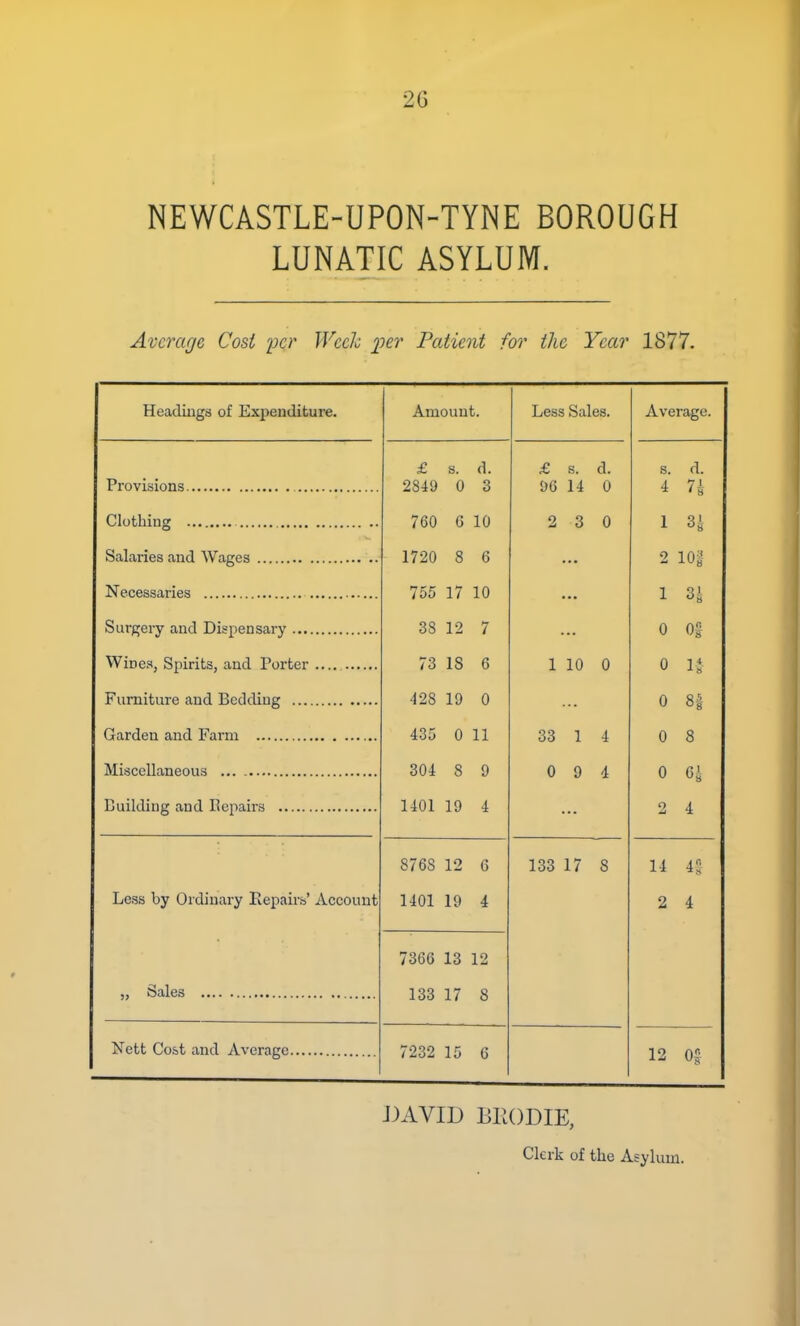 26
NEWCASTLE-UPON-TYNE BOROUGH
LUNATIC ASYLUM.
Average Cost per Week per Patient for the Year 1877.
Headings of Expenditure. Amount. Less Sales. Average.
£ s. d. £ s. d. s. d.
Provisions 2849 0 3 96 14 0 4 7⅛
Clothing 760 6 10 2 3 0 1 3⅛
Salaries and Wages 1720 8 6 ... 2 10⅜
Necessaries 755 17 10 ... 1 3⅛
Surgery and Dispensary 38 12 7 ... 0 0⁶⁄₈
Wines, Spirits, and Porter 73 18 6 1 10 0 0 1⁴⁄₈
Furniture and Bedding 428 19 0 ... 0 8⅝
Garden and Farm 435 0 11 33 1 4 0 8
Miscellaneous 304 8 9 0 9 4 0 6⅛
Building and Repairs 1401 19 4 ... 2 4
8768 12 6 133 17 8 14 4⁶⁄₈
Less by Ordinary Repairs' Account 1401 19 4 2 4
7366 13 12
„ Sales 133 17 8
Nett Cost and Average 7232 15 6 12 0⁶⁄₈
DAVID BRODIE,
Clerk of the Asylum.